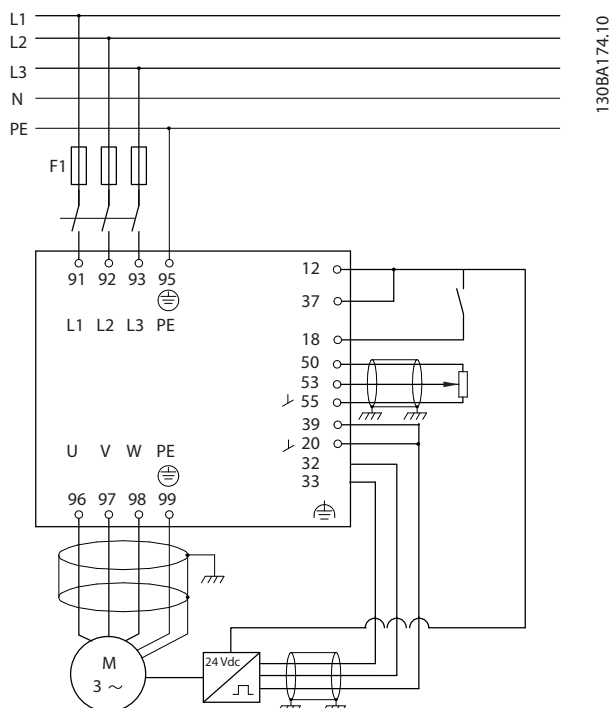 L1
L2
L3
N
PE
130BA174.10
F1
91 92 93 95
L1 L2 L3 PE
12
37
18
50
53
55
39
20
32
33
U V W PE
96 97 98 99
M
3 ~
24 Vdc